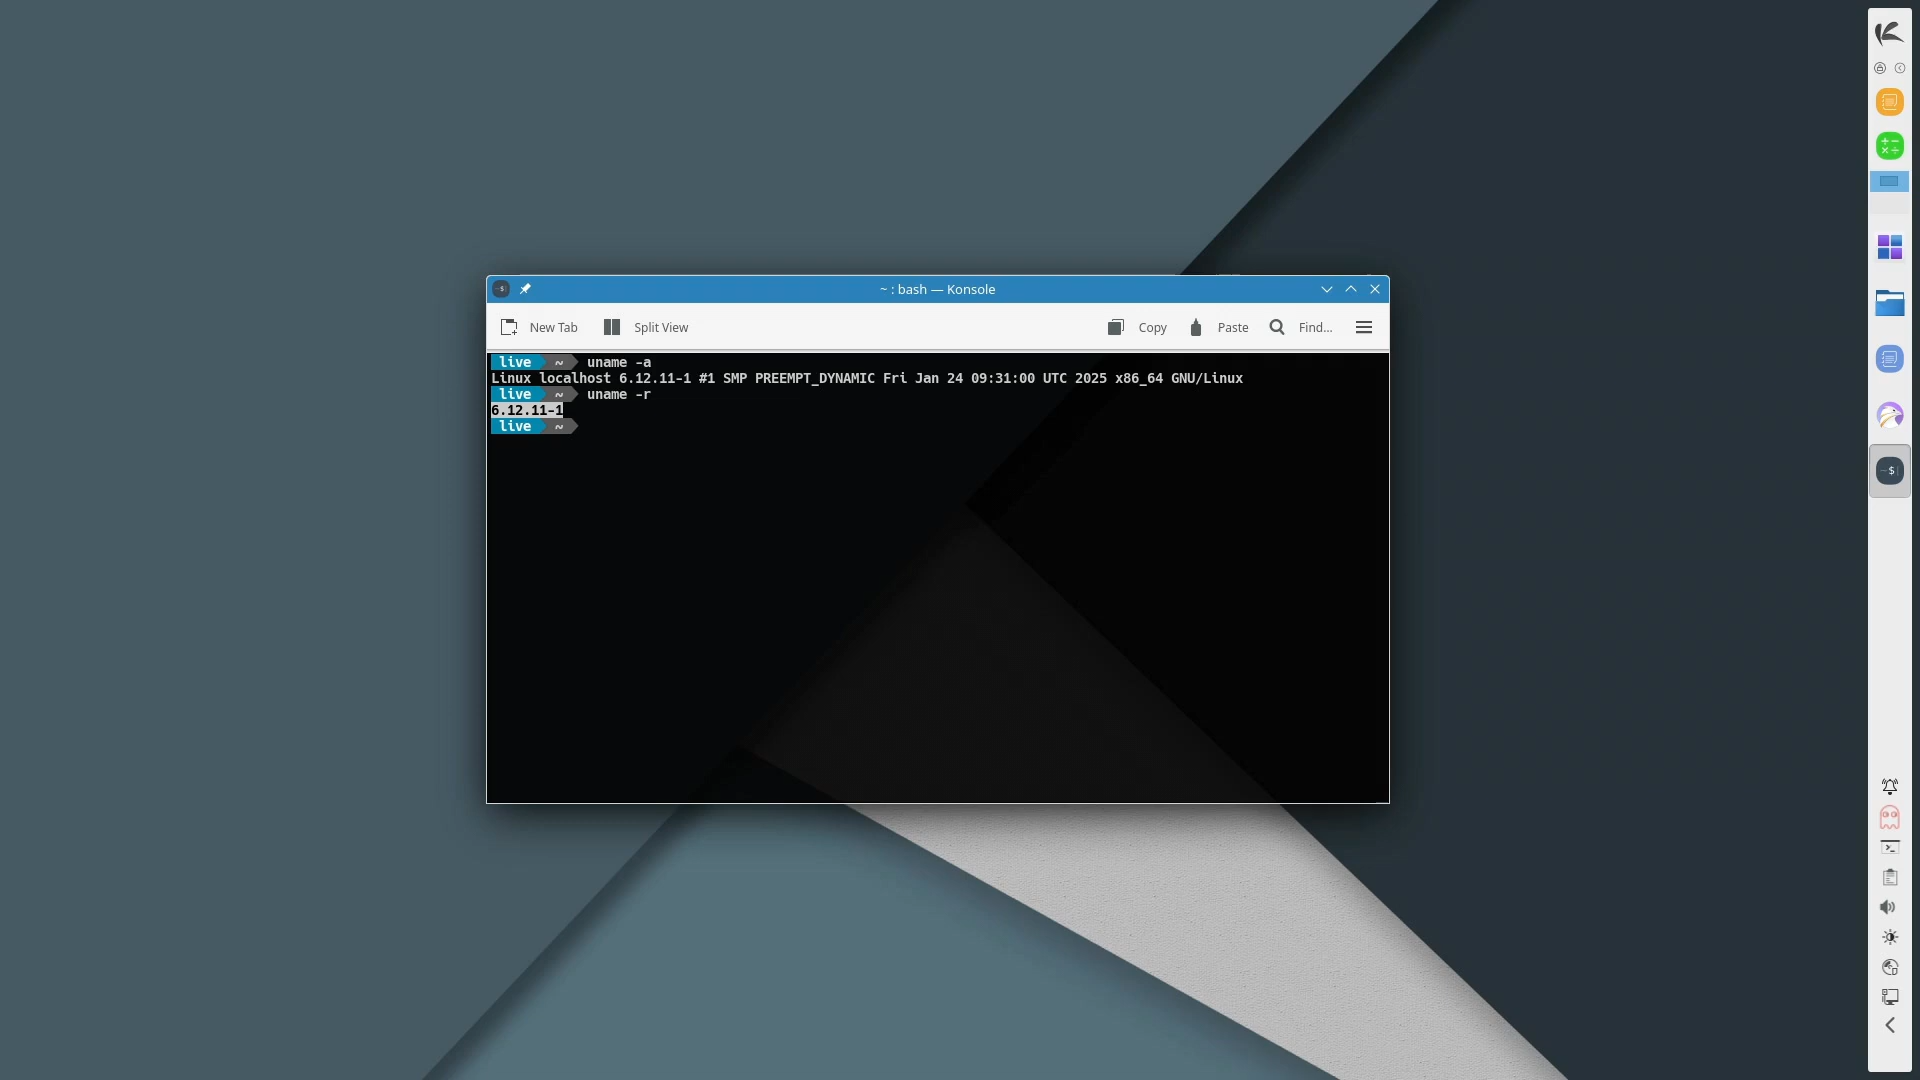 ~ : bash — Konsole
New Tab Split View Copy Paste Find...
live ~ uname -a
Linux localhost 6.12.11-1 #1 SMP PREEMPT_DYNAMIC Fri Jan 24 09:31:00 UTC 2025 x86_64 GNU/Linux
live ~ uname -r
6.12.11-1
live ~